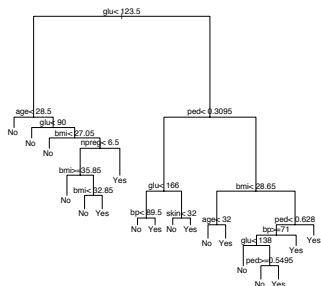 glu< 123.5
age< 28.5
ped< 0.3095
No
glu< 90
No
bmi< 27.05
No
npreg< 6.5
bmi>=35.85
Yes
No
bmi< 32.85
No Yes
glu< 166
bmi< 28.65
bp< 89.5
skin< 32
No Yes
No Yes
age< 32
ped< 0.628
No Yes
bp>=71
Yes
glu< 138
Yes
No
ped>=0.5495
No Yes